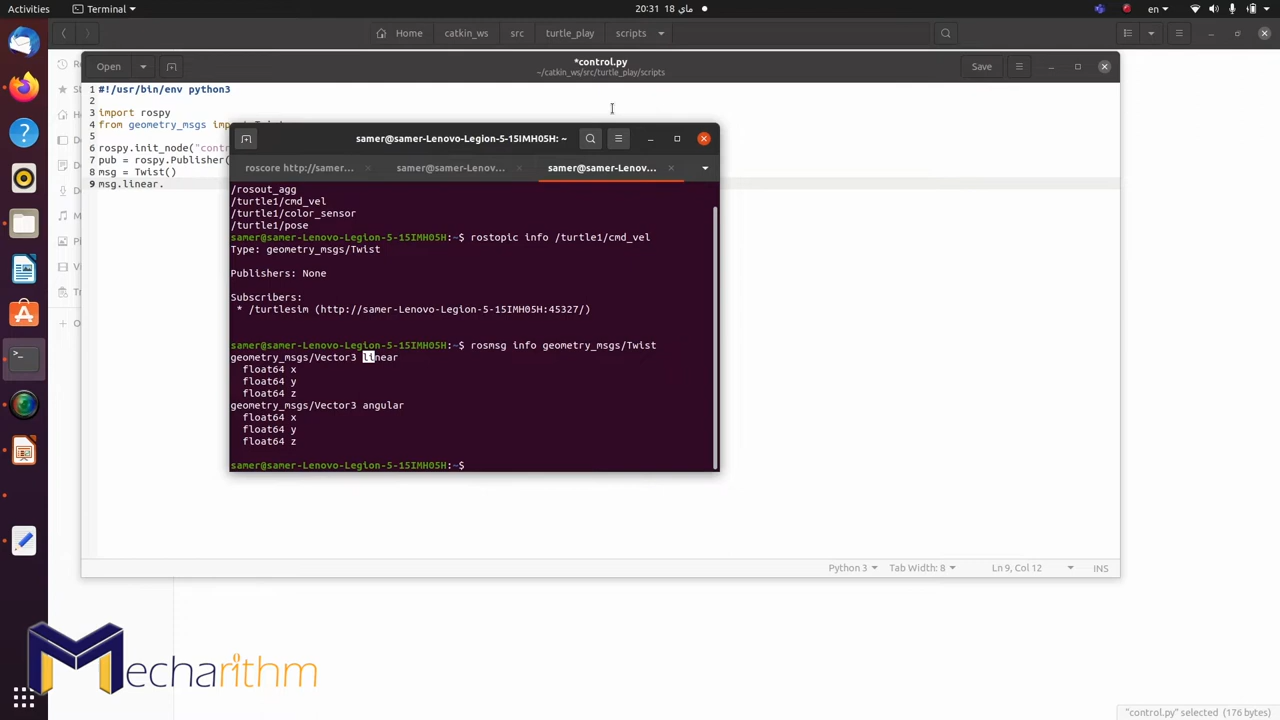 Activities
Terminal
20:31 18 ماي
en
Home
catkin_ws
src
turtle_play
scripts
Open
*control.py
~/catkin_ws/src/turtle_play/scripts
Save
1 #!/usr/bin/env python3
2
3 import rospy
4 from geometry_msgs
5
6 rospy.init_node("contr
7 pub = rospy.Publisher(
8 msg = Twist()
9 msg.linear.
samer@samer-Lenovo-Legion-5-15IMH05H: ~
roscore http://samer...
samer@samer-Lenovo...
samer@samer-Lenov...
/rosout_agg
/turtle1/cmd_vel
/turtle1/color_sensor
/turtle1/pose
samer@samer-Lenovo-Legion-5-15IMH05H:~$ rostopic info /turtle1/cmd_vel
Type: geometry_msgs/Twist
Publishers: None
Subscribers:
* /turtlesim (http://samer-Lenovo-Legion-5-15IMH05H:45327/)
samer@samer-Lenovo-Legion-5-15IMH05H:~$ rosmsg info geometry_msgs/Twist
geometry_msgs/Vector3 linear
float64 x
float64 y
float64 z
geometry_msgs/Vector3 angular
float64 x
float64 y
float64 z
samer@samer-Lenovo-Legion-5-15IMH05H:~$
Python 3
Tab Width: 8
Ln 9, Col 12
INS
Mecharithm
"control.py" selected (176 bytes)